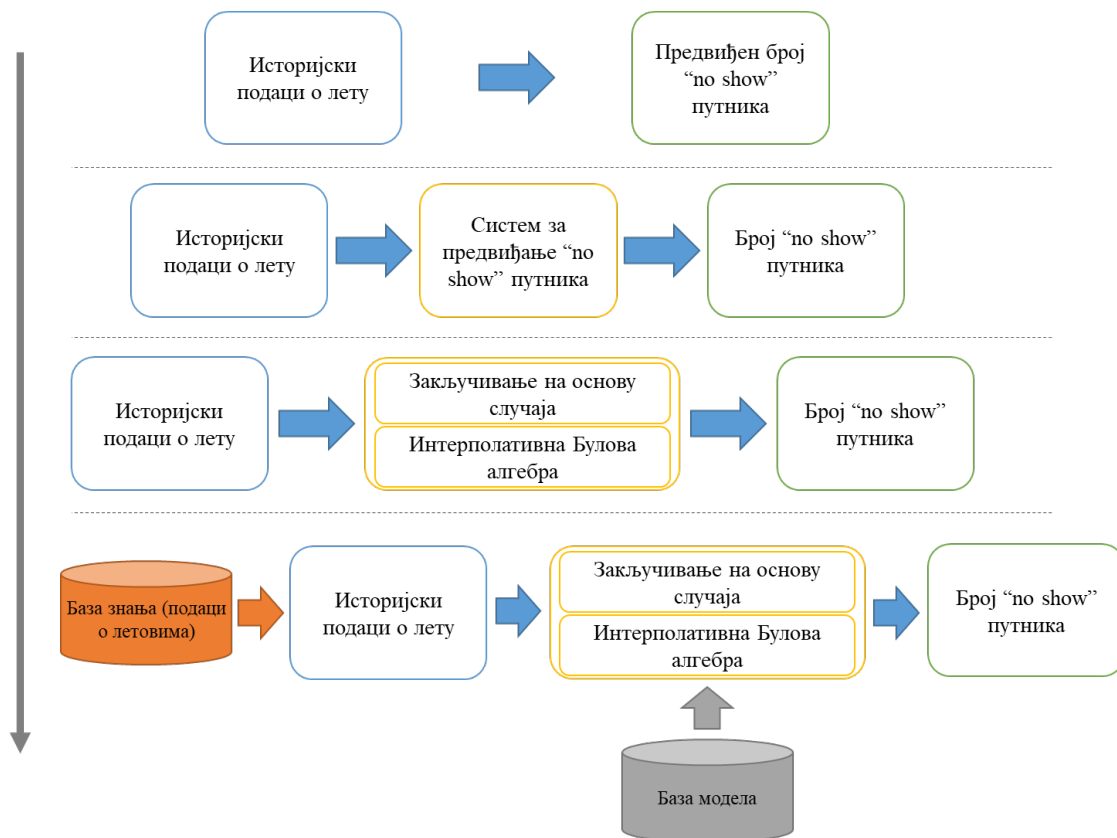 Историјски
подаци о лету
Предвиђен број
“no show”
путника
Историјски
подаци о лету
Систем за
предвиђање “no
show” путника
Број “no show”
путника
Историјски
подаци о лету
Закључивање на основу
случаја
Интерполативна Булова
алгебра
Број “no show”
путника
База знања (подаци
о летовима)
Историјски
подаци о лету
Закључивање на основу
случаја
Интерполативна Булова
алгебра
Број “no show”
путника
База модела